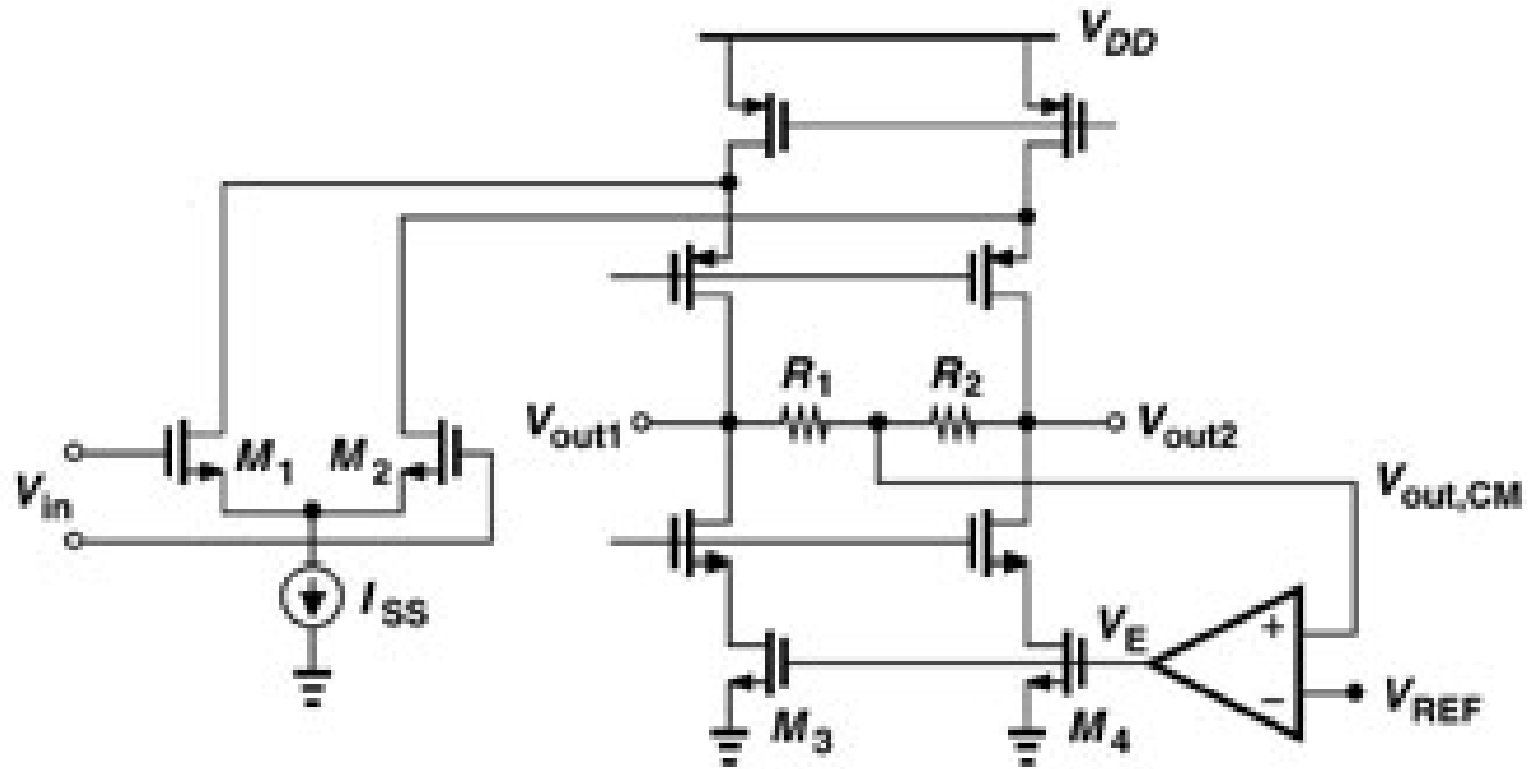 V_DD
R_1
R_2
V_out1
V_out2
M_1
M_2
V_out,CM
V_in
I_SS
V_E
+
−
V_REF
M_3
M_4